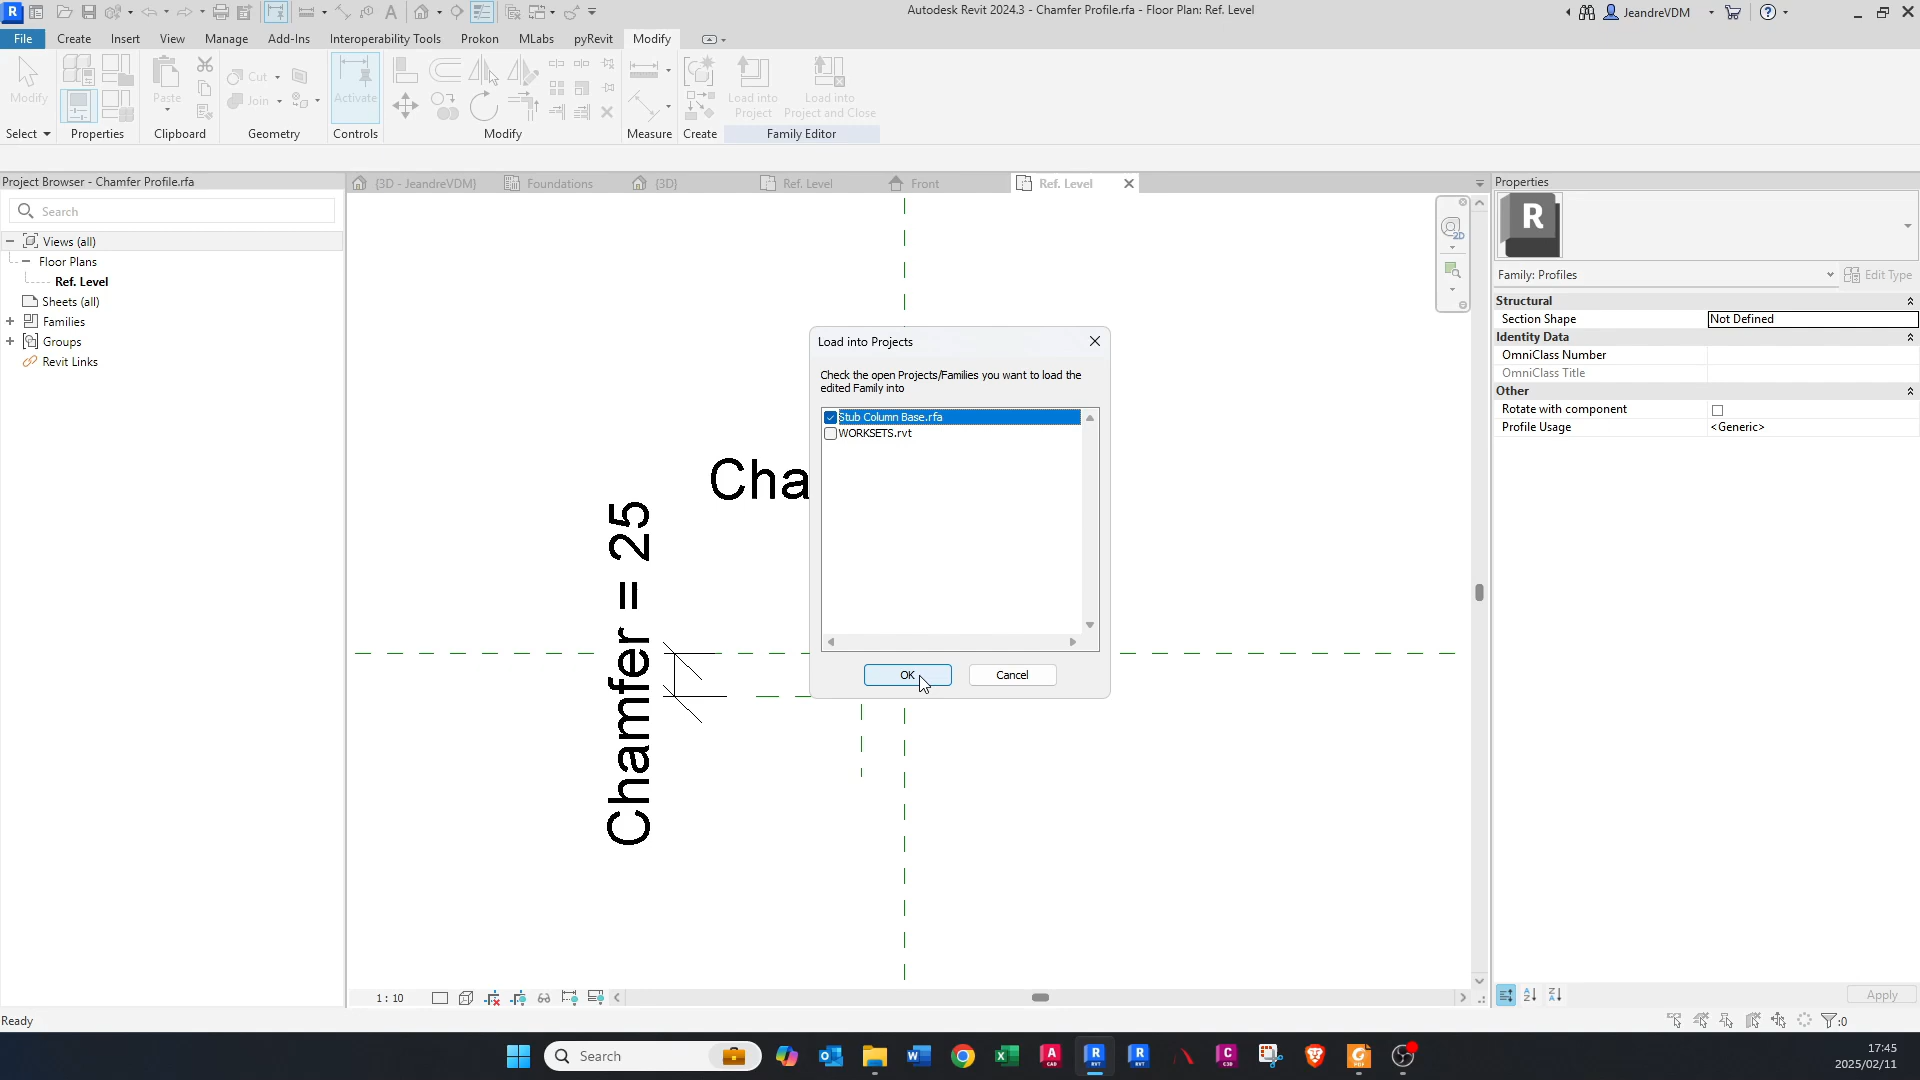 Autodesk Revit 2024.3 - Chamfer Profile.rfa - Floor Plan: Ref. Level
JeandreVDM
File
Create
Insert
View
Manage
Add-Ins
Interoperability Tools
Prokon
MLabs
pyRevit
Modify
Modify
Paste
Cut
Join
Activate
Load into
Project
Load into
Project and Close
Select
Properties
Clipboard
Geometry
Controls
Modify
Measure
Create
Family Editor
Project Browser - Chamfer Profile.rfa
Search
Views (all)
Floor Plans
Ref. Level
Sheets (all)
Families
Groups
Revit Links
{3D - JeandreVDM}
Foundations
{3D}
Ref. Level
Front
Ref. Level
2D
Cha
Chamfer = 25
Load into Projects
Check the open Projects/Families you want to load the
edited Family into
Stub Column Base.rfa
WORKSETS.rvt
OK
Cancel
Properties
R
Family: Profiles
Edit Type
Structural
Section Shape
Not Defined
Identity Data
OmniClass Number
OmniClass Title
Other
Rotate with component
Profile Usage
<Generic>
Apply
1 : 10
Ready
:0
Search
17:45
2025/02/11